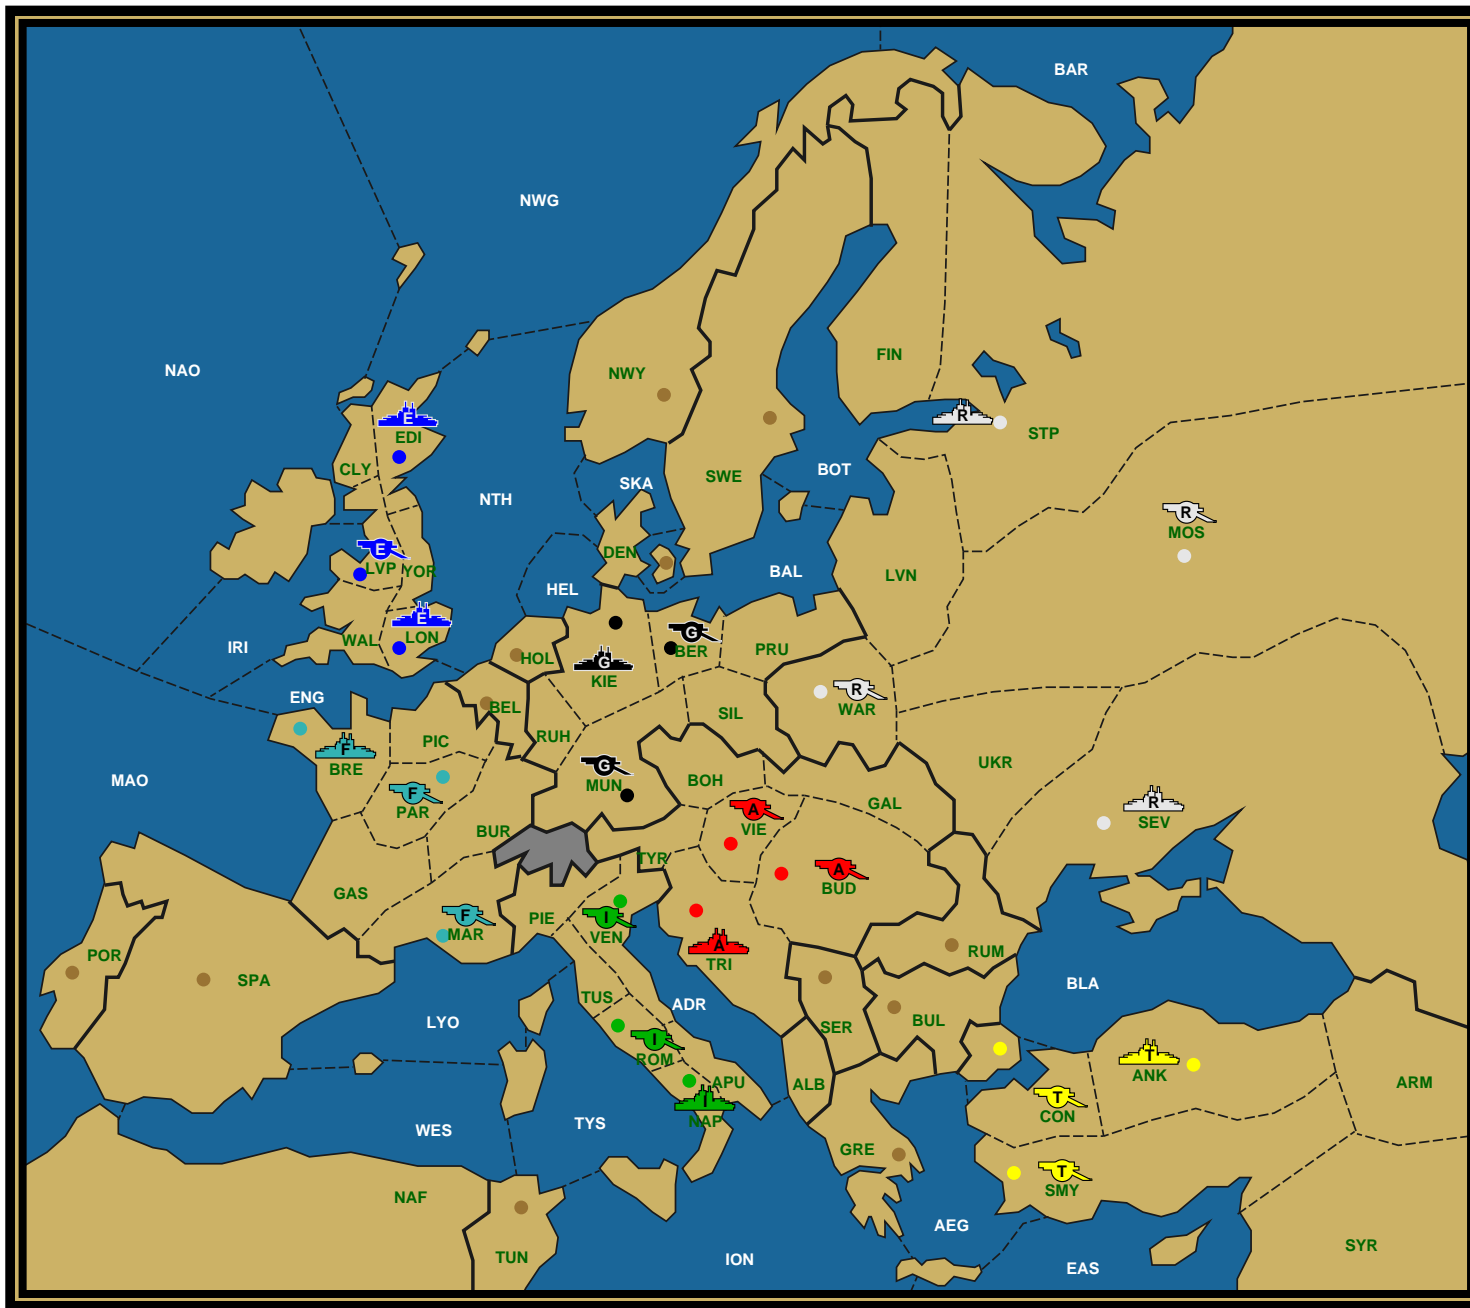 BAR
NWG
NAO
FIN
NWY
E
R
EDI
STP
CLY
BOT
SWE
SKA
NTH
R
MOS
E
DEN
LVP
YOR
BAL
LVN
HEL
E
G
LON
WAL
IRI
BER
PRU
HOL
G
KIE
ENG
R
BEL
SIL
WAR
RUH
PIC
F
BRE
UKR
G
MAO
MUN
BOH
F
PAR
A
GAL
R
SEV
VIE
BUR
TYR
A
BUD
GAS
F
I
PIE
MAR
VEN
A
POR
RUM
TRI
SPA
BLA
TUS
ADR
LYO
BUL
SER
I
ROM
T
ANK
APU
ALB
ARM
T
I
CON
NAP
TYS
WES
GRE
T
SMY
NAF
AEG
SYR
TUN
ION
EAS